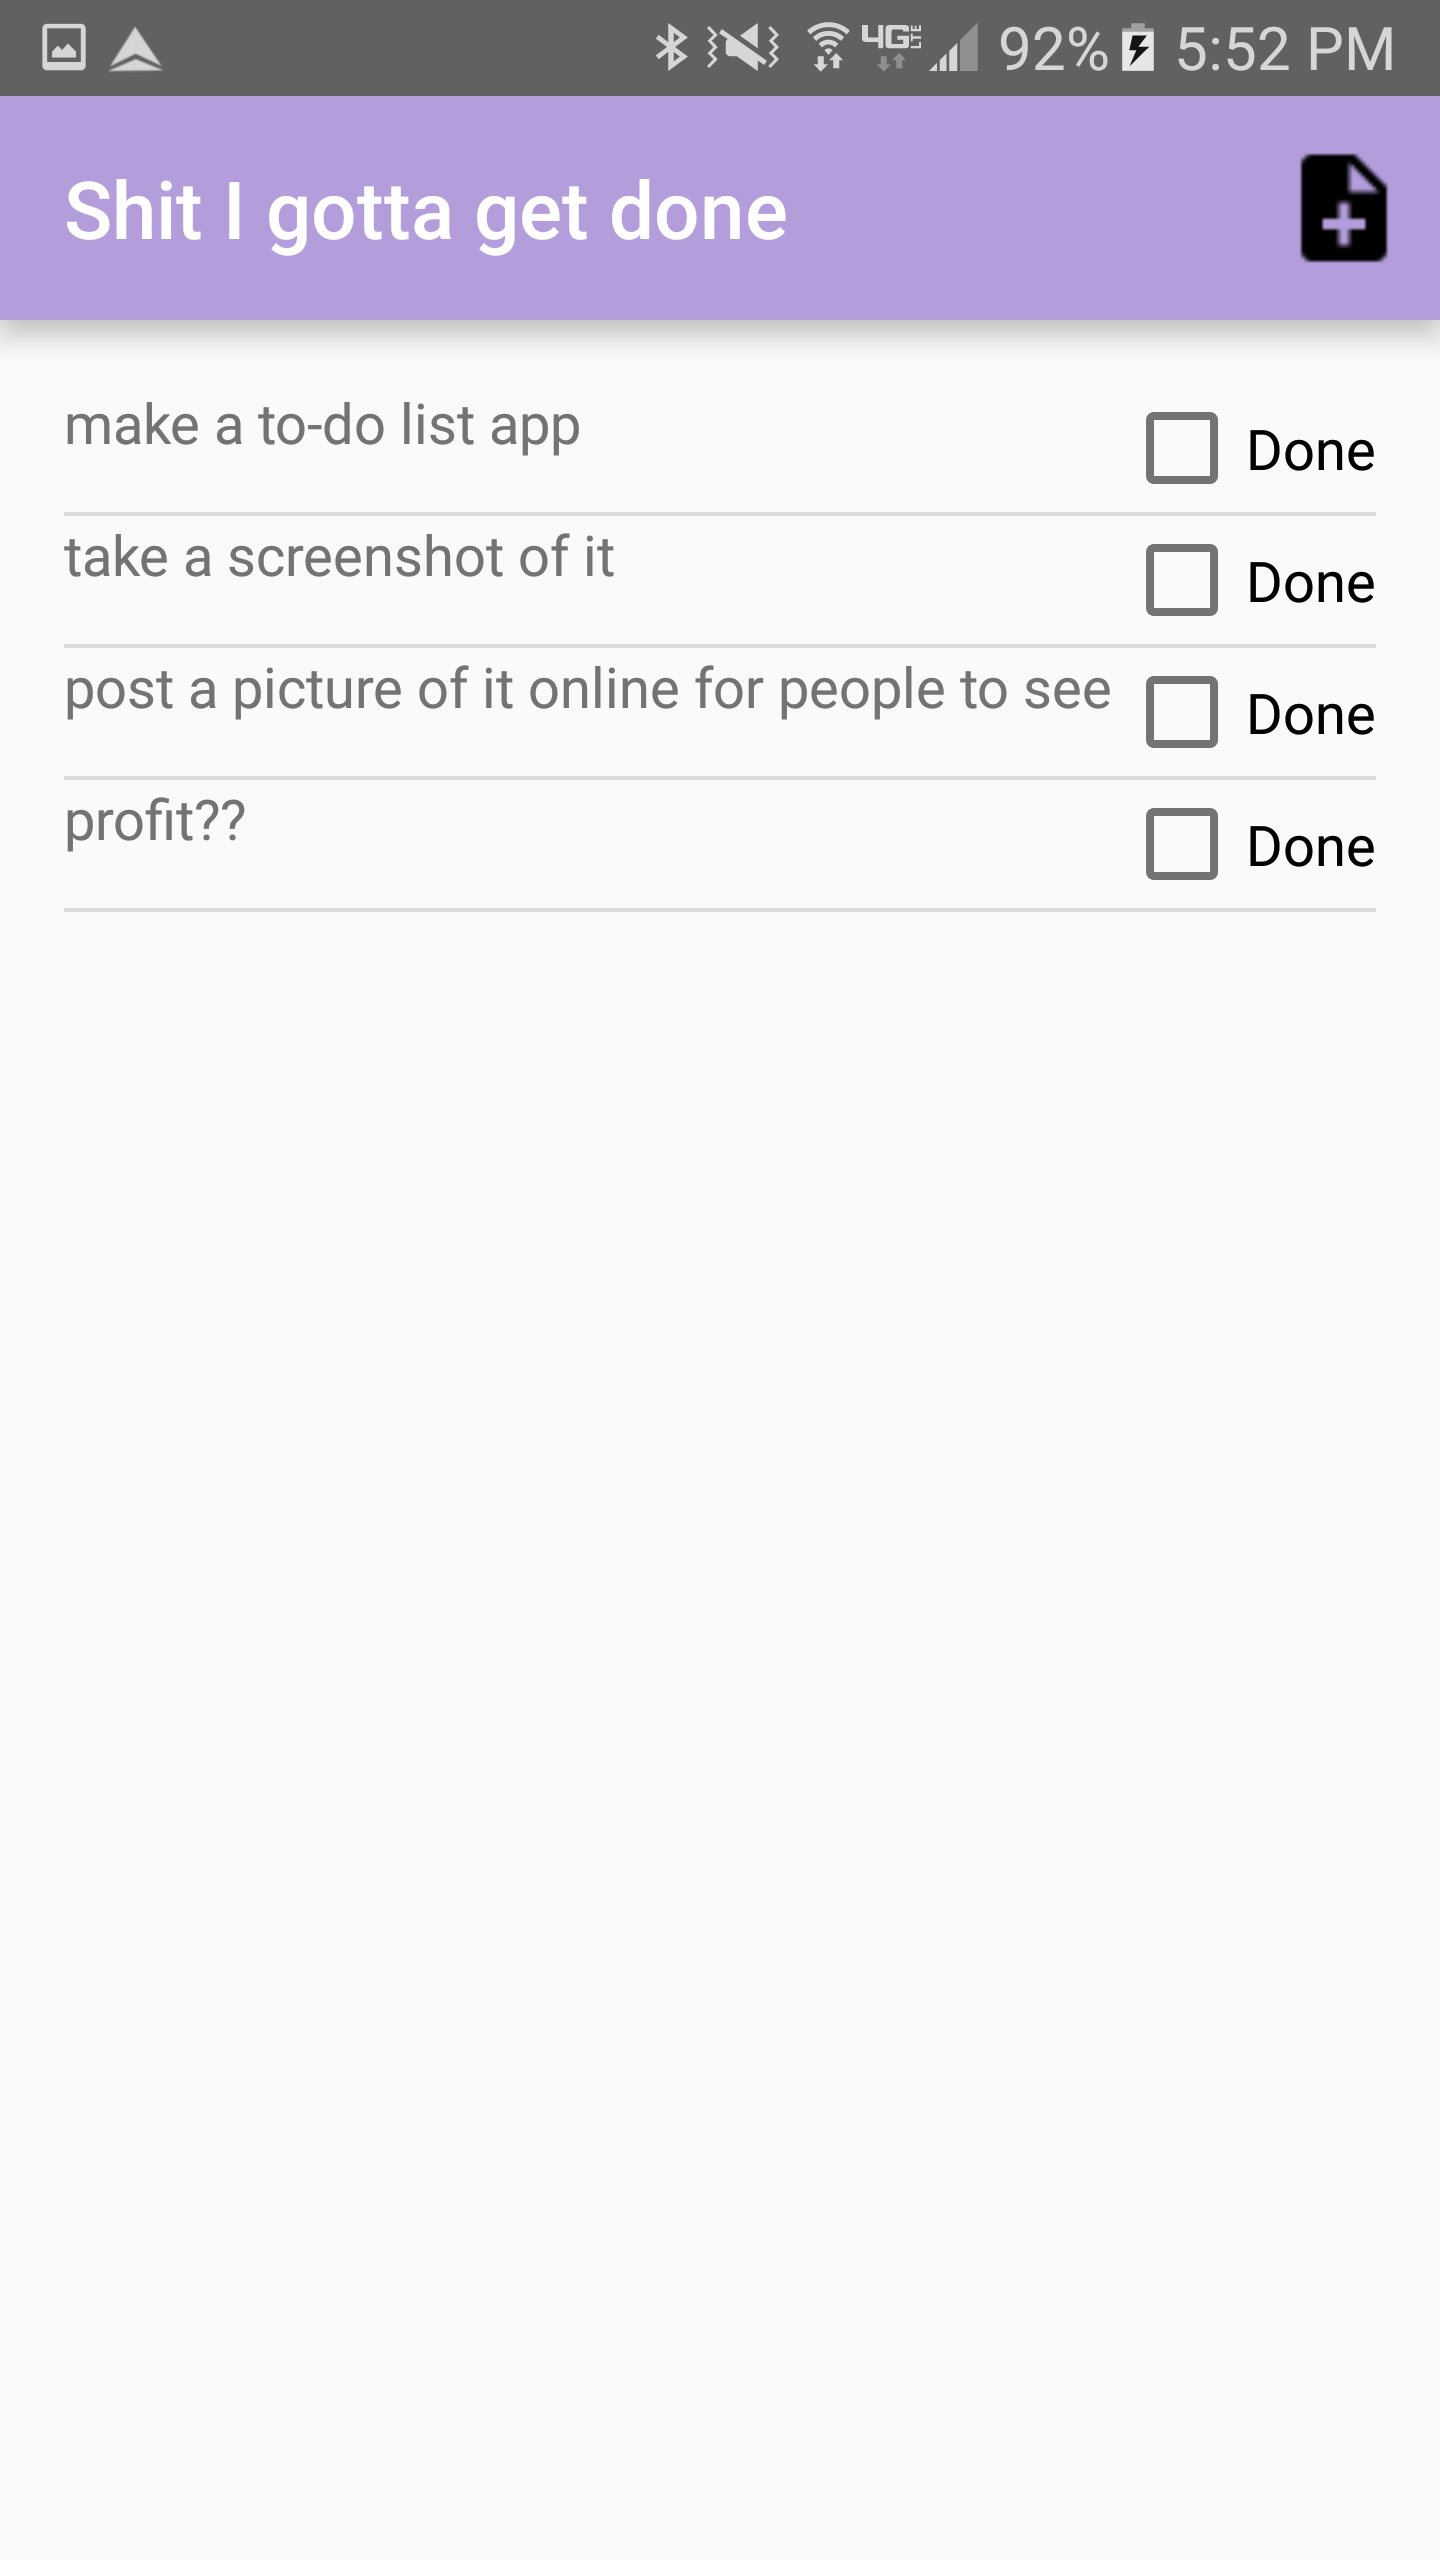 4G LTE 92% 5:52 PM
Shit I gotta get done
make a to-do list app Done
take a screenshot of it Done
post a picture of it online for people to see Done
profit?? Done